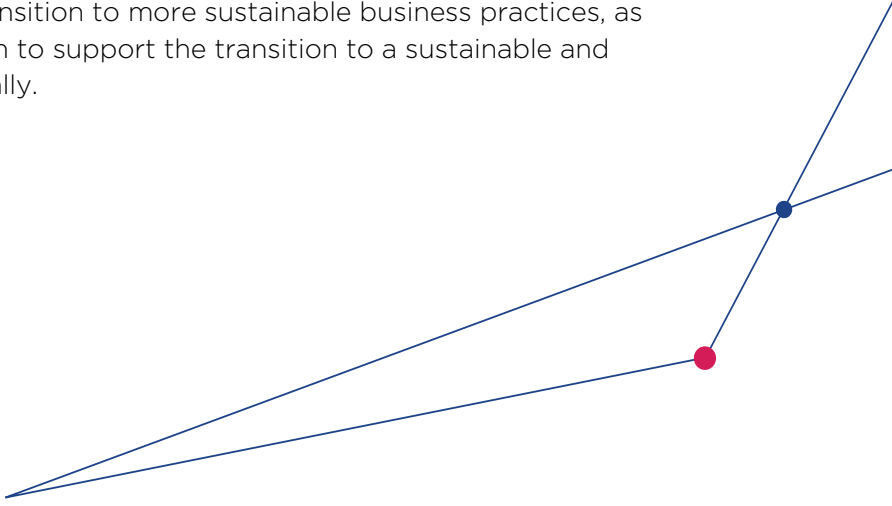 nsition to more sustainable business practices, as
n to support the transition to a sustainable and
lly.